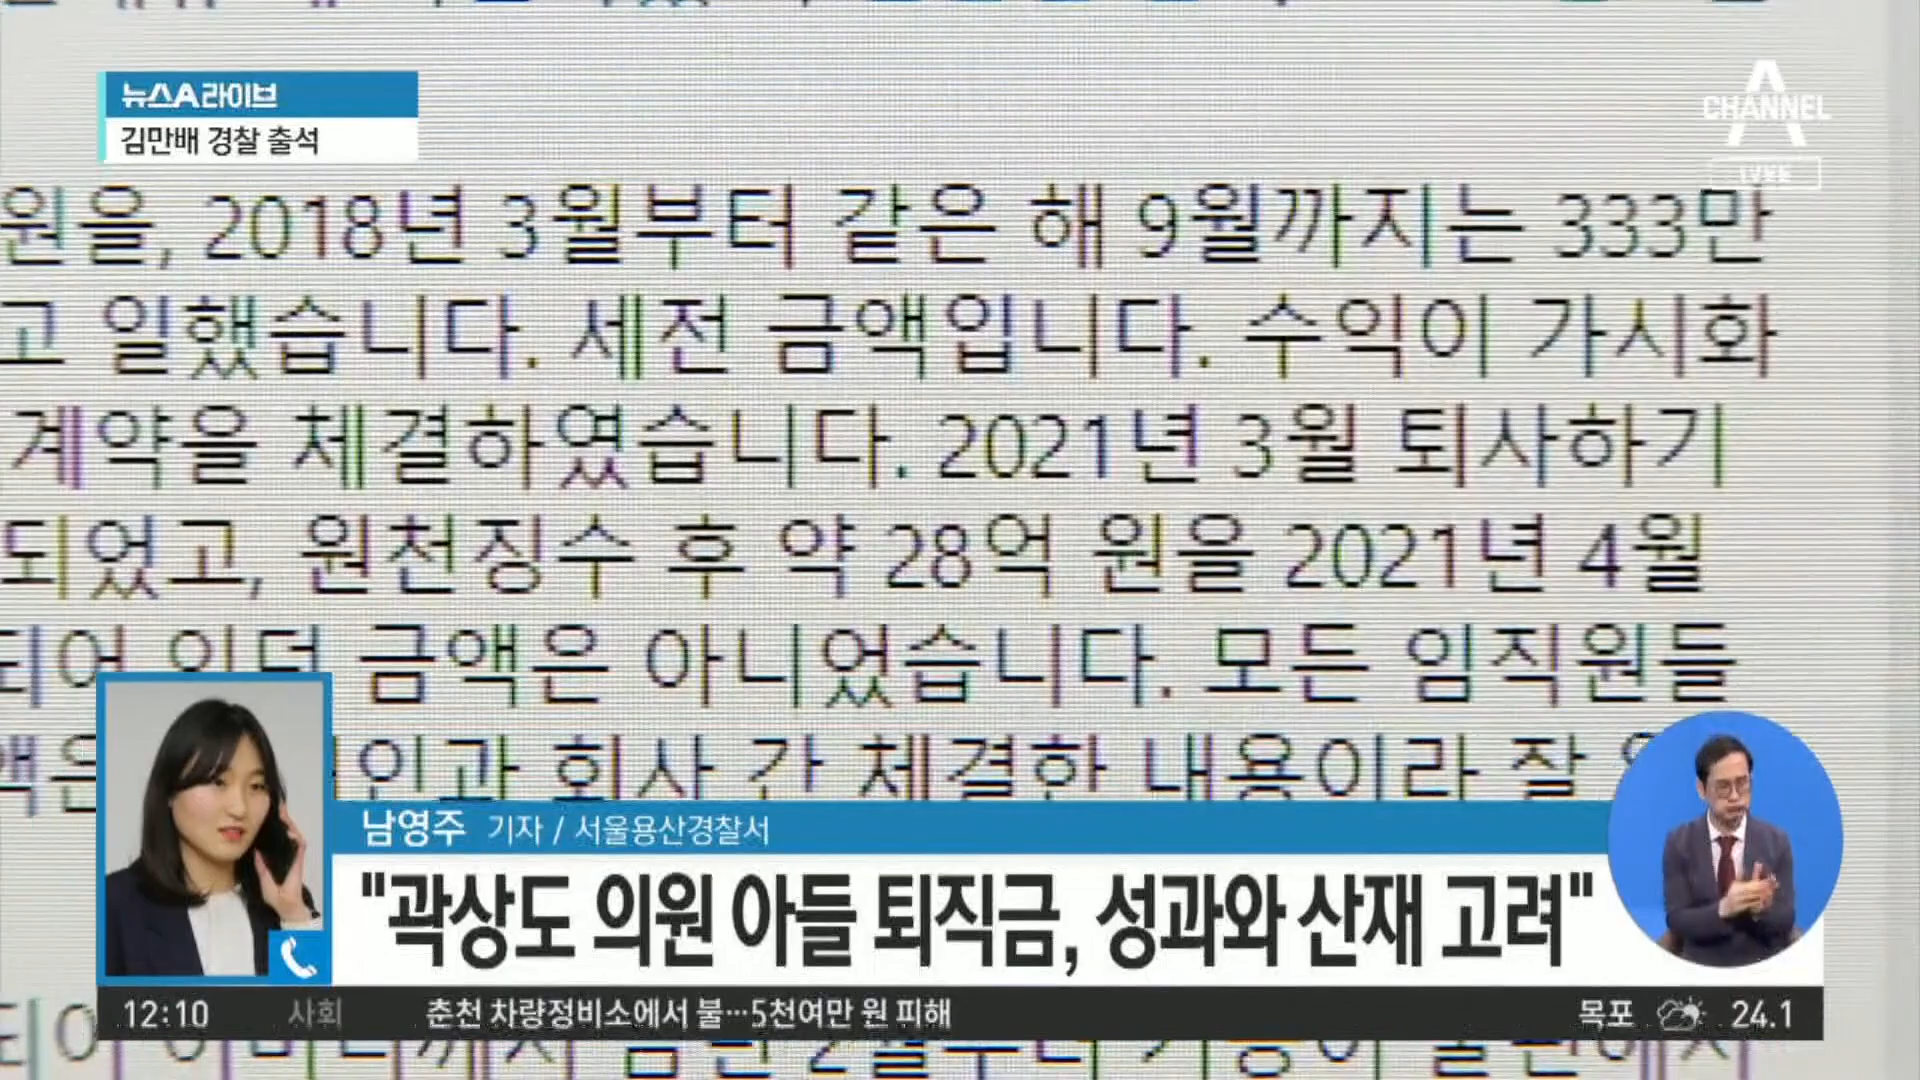 뉴스A 라이브
김만배 경찰 출석
CHANNEL A
원을, 2018년 3월부터 같은 해 9월까지는 333만
고 일했습니다. 세전 금액입니다. 수익이 가시화
계약을 체결하였습니다. 2021년 3월 퇴사하기
되었고, 원천징수 후 약 28억 원을 2021년 4월
되어 있던 금액은 아니었습니다. 모든 임직원들
회사 간 체결한 내용이라 잘
남영주 기자 / 서울용산경찰서
"곽상도 의원 아들 퇴직금, 성과와 산재 고려"
12:10 사회 춘천 차량정비소에서 불…5천여만 원 피해 목포 24.1